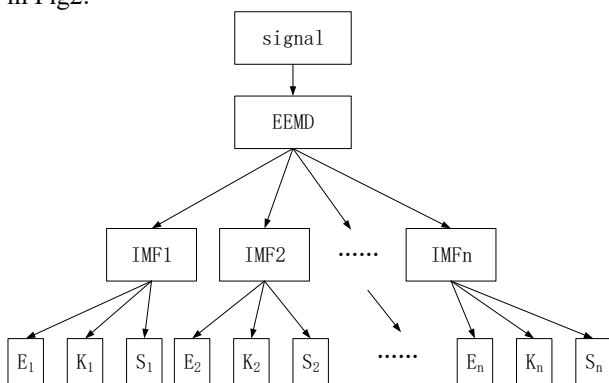 in Fig2.
signal
EEMD
IMF1 IMF2 ...... IMFn
E₁ K₁ S₁ E₂ K₂ S₂ ...... Eₙ Kₙ Sₙ